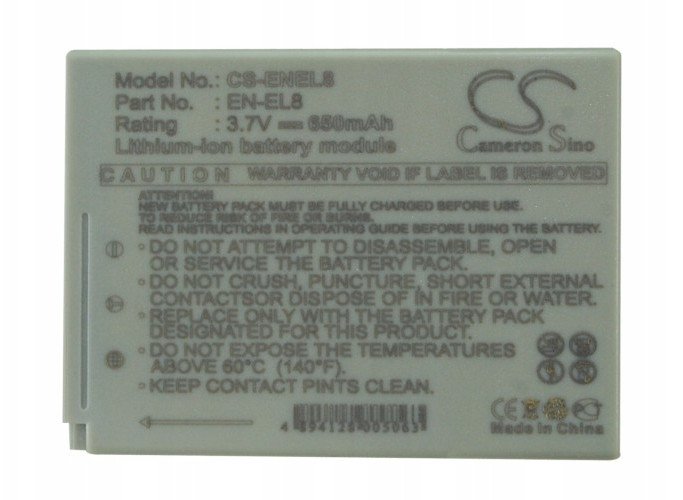 Model No.: CS-ENEL8
Part No.: EN-EL8
Rating: 3.7V 650mAh
Lithium-ion battery module
CS
Cameron Sino
CAUTION WARRANTY VOID IF LABEL IS REMOVED
ATTENTION:
NEW BATTERY PACK MUST BE FULLY CHARGED BEFORE USE
TO REDUCE RISK OF FIRE OR BURNS.
READ INSTRUCTIONS IN OPERATING GUIDE BEFORE USING THE BATTERY.
• DO NOT ATTEMPT TO DISASSEMBLE, OPEN
OR SERVICE THE BATTERY PACK.
• DO NOT CRUSH, PUNCTURE, SHORT EXTERNAL
CONTACTSOR DISPOSE OF IN FIRE OR WATER.
• REPLACE ONLY WITH THE BATTERY PACK
DESIGNATED FOR THIS PRODUCT.
• DO NOT EXPOSE THE TEMPERATURES
ABOVE 60°C (140°F).
• KEEP CONTACT PINTS CLEAN.
4 894128 005063
CE
Made in China